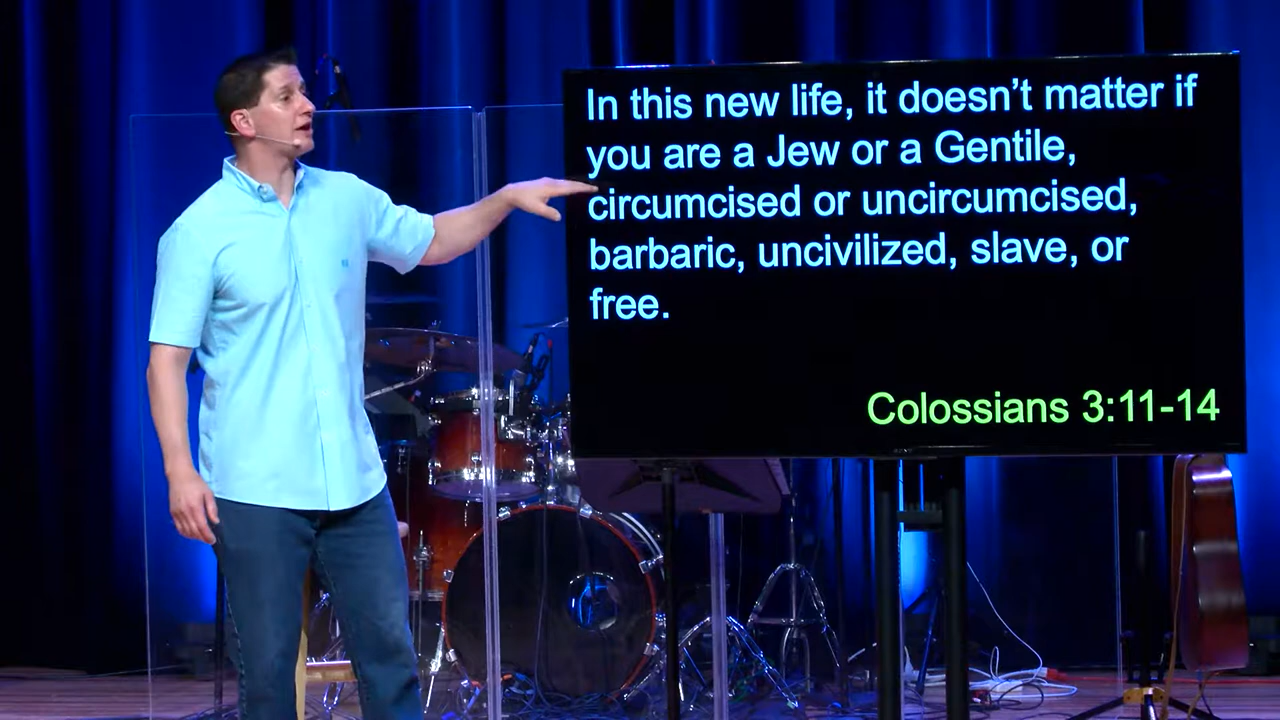 In this new life, it doesn’t matter if
you are a Jew or a Gentile,
circumcised or uncircumcised,
barbaric, uncivilized, slave, or
free.
Colossians 3:11-14